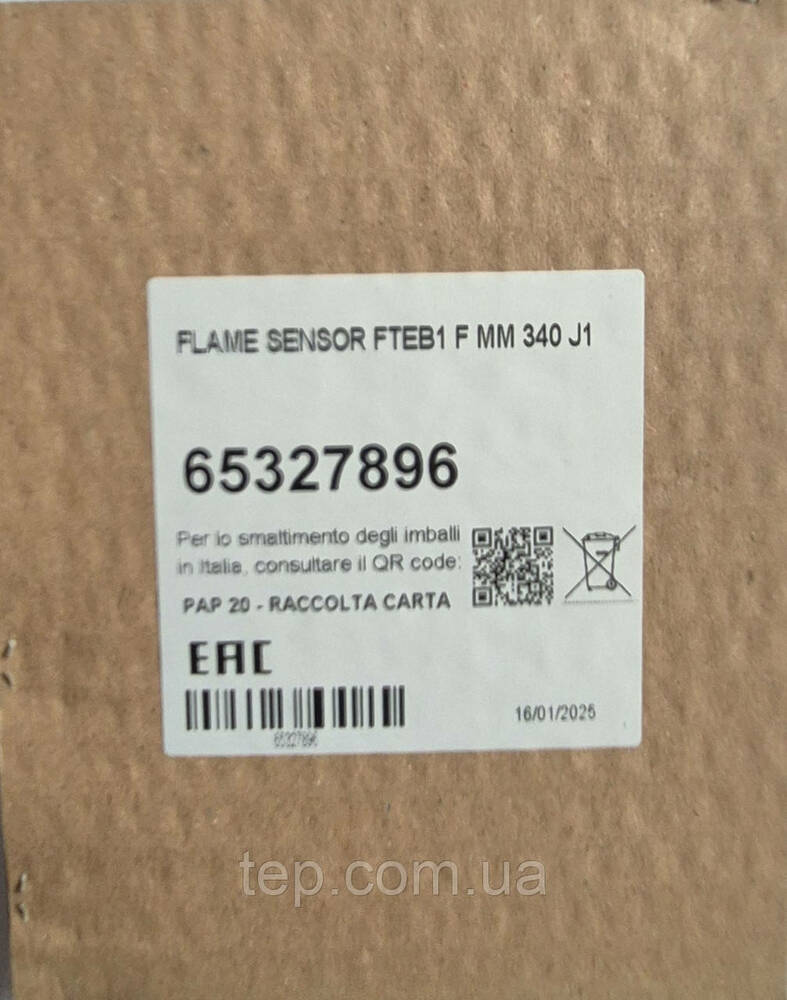 FLAME SENSOR FTEB1 F MM 340 J1
65327896
Per lo smaltimento degli imballi
in Italia, consultare il QR code:
PAP 20 - RACCOLTA CARTA
EAC
65327896
16/01/2025
tep.com.ua